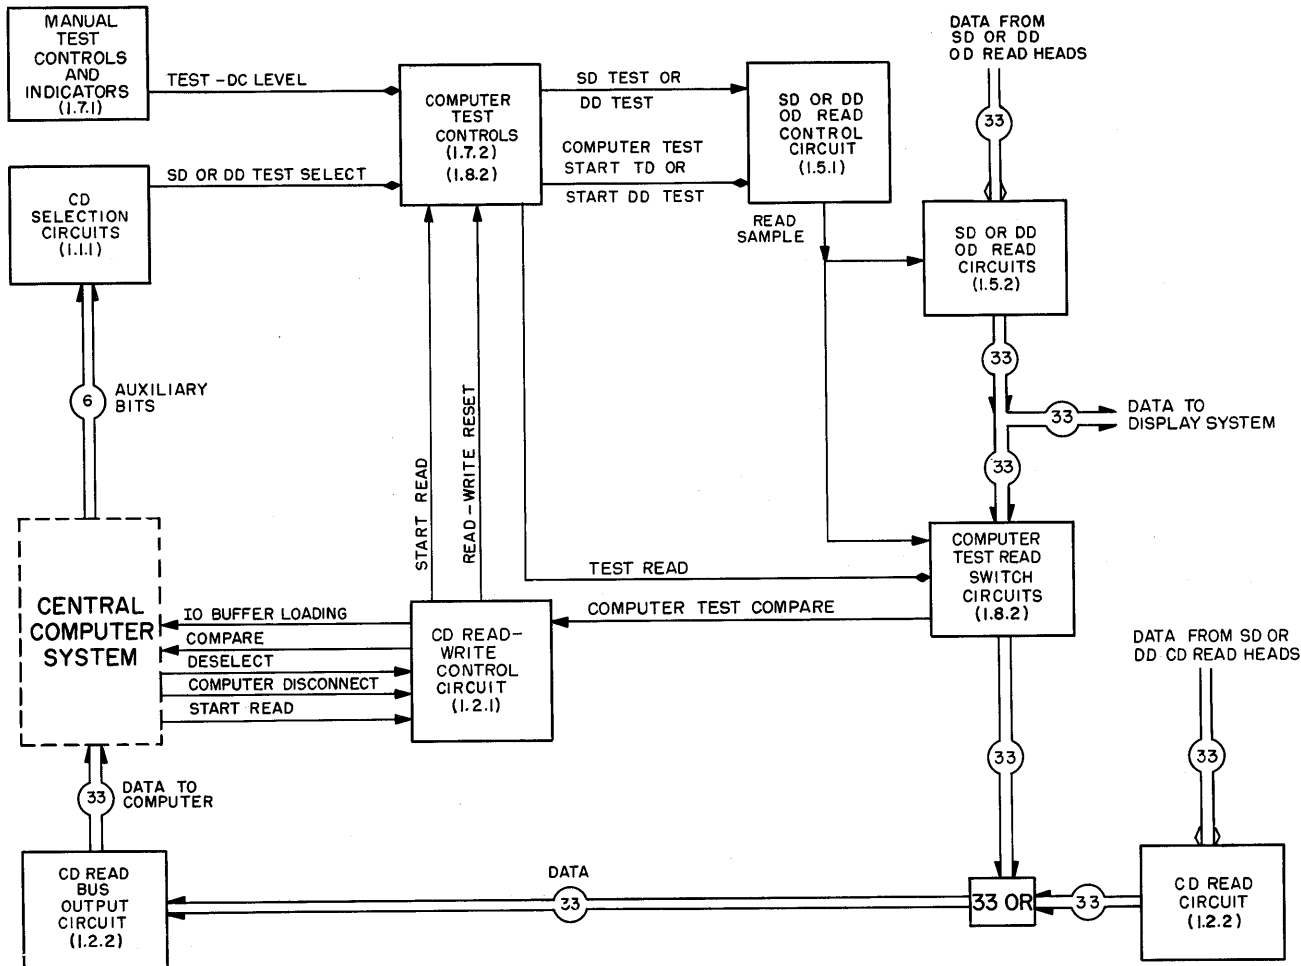 MANUAL
TEST
CONTROLS
AND
INDICATORS
(1.7.1)
TEST -DC LEVEL
COMPUTER
TEST
CONTROLS
(1.7.2)
(1.8.2)
SD TEST OR
DD TEST
COMPUTER TEST
START TD OR
START DD TEST
SD OR DD
OD READ
CONTROL
CIRCUIT
(1.5.1)
DATA FROM
SD OR DD
OD READ HEADS
33
CD
SELECTION
CIRCUITS
(1.1.1)
SD OR DD TEST SELECT
READ
SAMPLE
SD OR DD
OD READ
CIRCUITS
(1.5.2)
33
33
DATA TO
DISPLAY SYSTEM
33
6
AUXILIARY
BITS
START READ
READ-WRITE RESET
COMPUTER
TEST READ
SWITCH
CIRCUITS
(1.8.2)
TEST READ
COMPUTER TEST COMPARE
CENTRAL
COMPUTER
SYSTEM
IO BUFFER LOADING
COMPARE
DESELECT
COMPUTER DISCONNECT
START READ
CD READ-
WRITE
CONTROL
CIRCUIT
(1.2.1)
DATA FROM SD OR
DD CD READ HEADS
33
33
33
DATA TO
COMPUTER
CD READ
BUS
OUTPUT
CIRCUIT
(1.2.2)
DATA
33
33 OR
33
CD READ
CIRCUIT
(1.2.2)